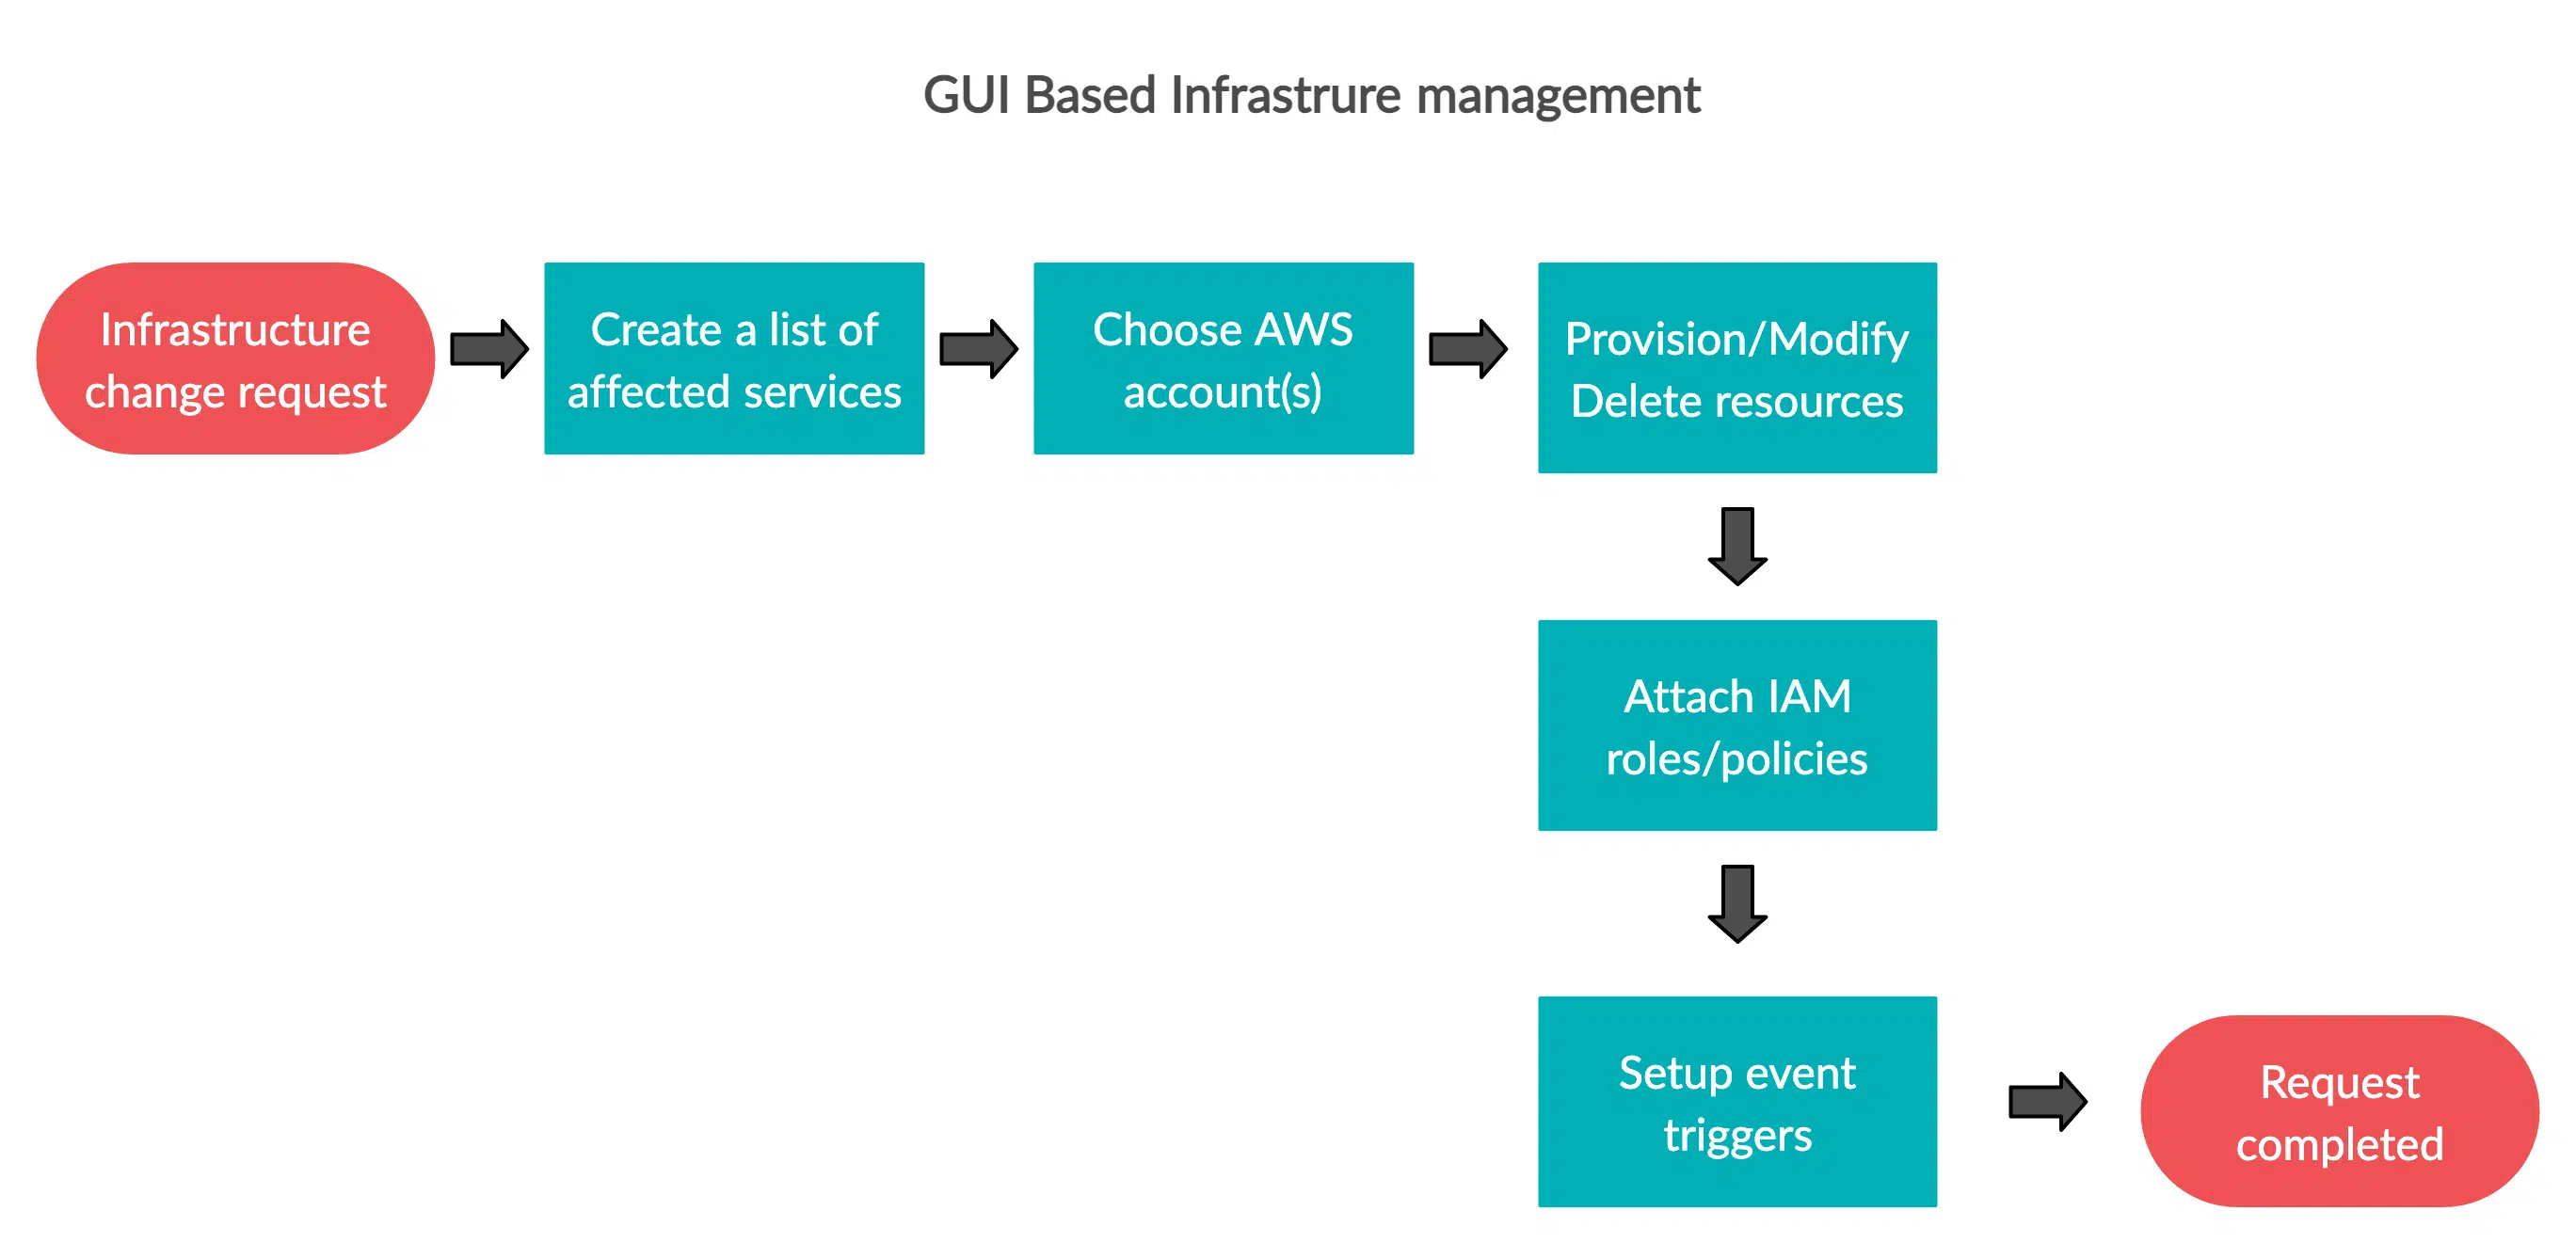 GUI Based Infrastrure management
Infrastructure
change request
Create a list of
affected services
Choose AWS
account(s)
Provision/Modify
Delete resources
Attach IAM
roles/policies
Setup event
triggers
Request
completed